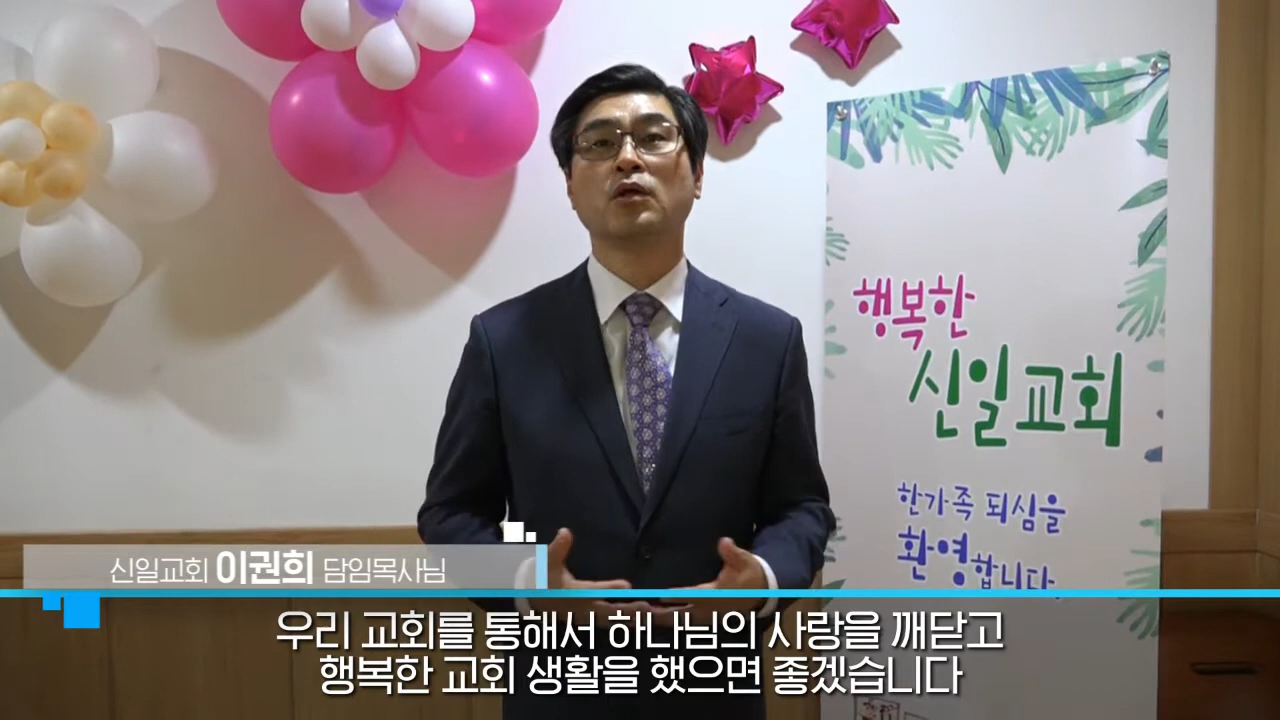 행복한
신일교회
한가족 되심을
환영합니다
신일교회 이권희 담임목사님
우리 교회를 통해서 하나님의 사랑을 깨닫고
행복한 교회 생활을 했으면 좋겠습니다